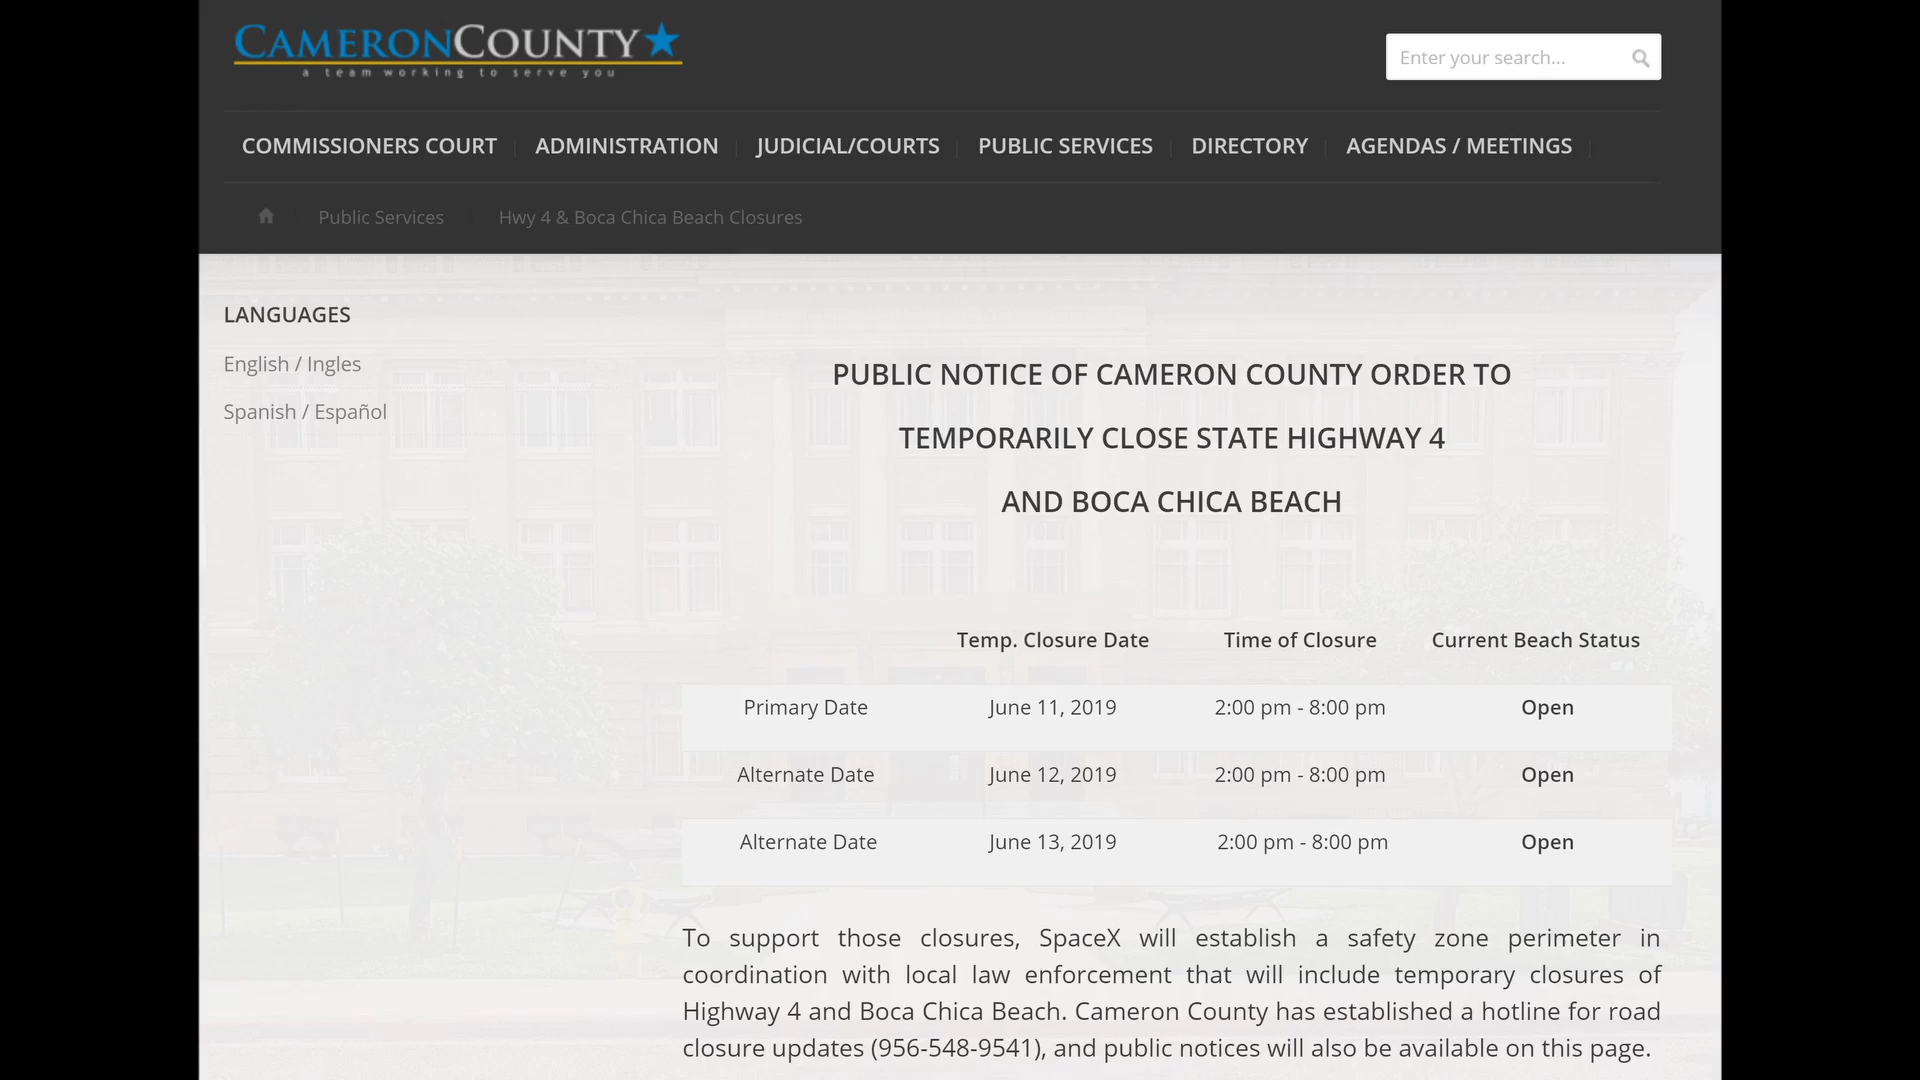 CAMERONCOUNTY
a team working to serve you
Enter your search...
COMMISSIONERS COURT ADMINISTRATION JUDICIAL/COURTS PUBLIC SERVICES DIRECTORY AGENDAS / MEETINGS
Public Services Hwy 4 & Boca Chica Beach Closures
LANGUAGES
English / Ingles
Spanish / Español
PUBLIC NOTICE OF CAMERON COUNTY ORDER TO
TEMPORARILY CLOSE STATE HIGHWAY 4
AND BOCA CHICA BEACH
Temp. Closure Date Time of Closure Current Beach Status
Primary Date June 11, 2019 2:00 pm - 8:00 pm Open
Alternate Date June 12, 2019 2:00 pm - 8:00 pm Open
Alternate Date June 13, 2019 2:00 pm - 8:00 pm Open
To support those closures, SpaceX will establish a safety zone perimeter in
coordination with local law enforcement that will include temporary closures of
Highway 4 and Boca Chica Beach. Cameron County has established a hotline for road
closure updates (956-548-9541), and public notices will also be available on this page.